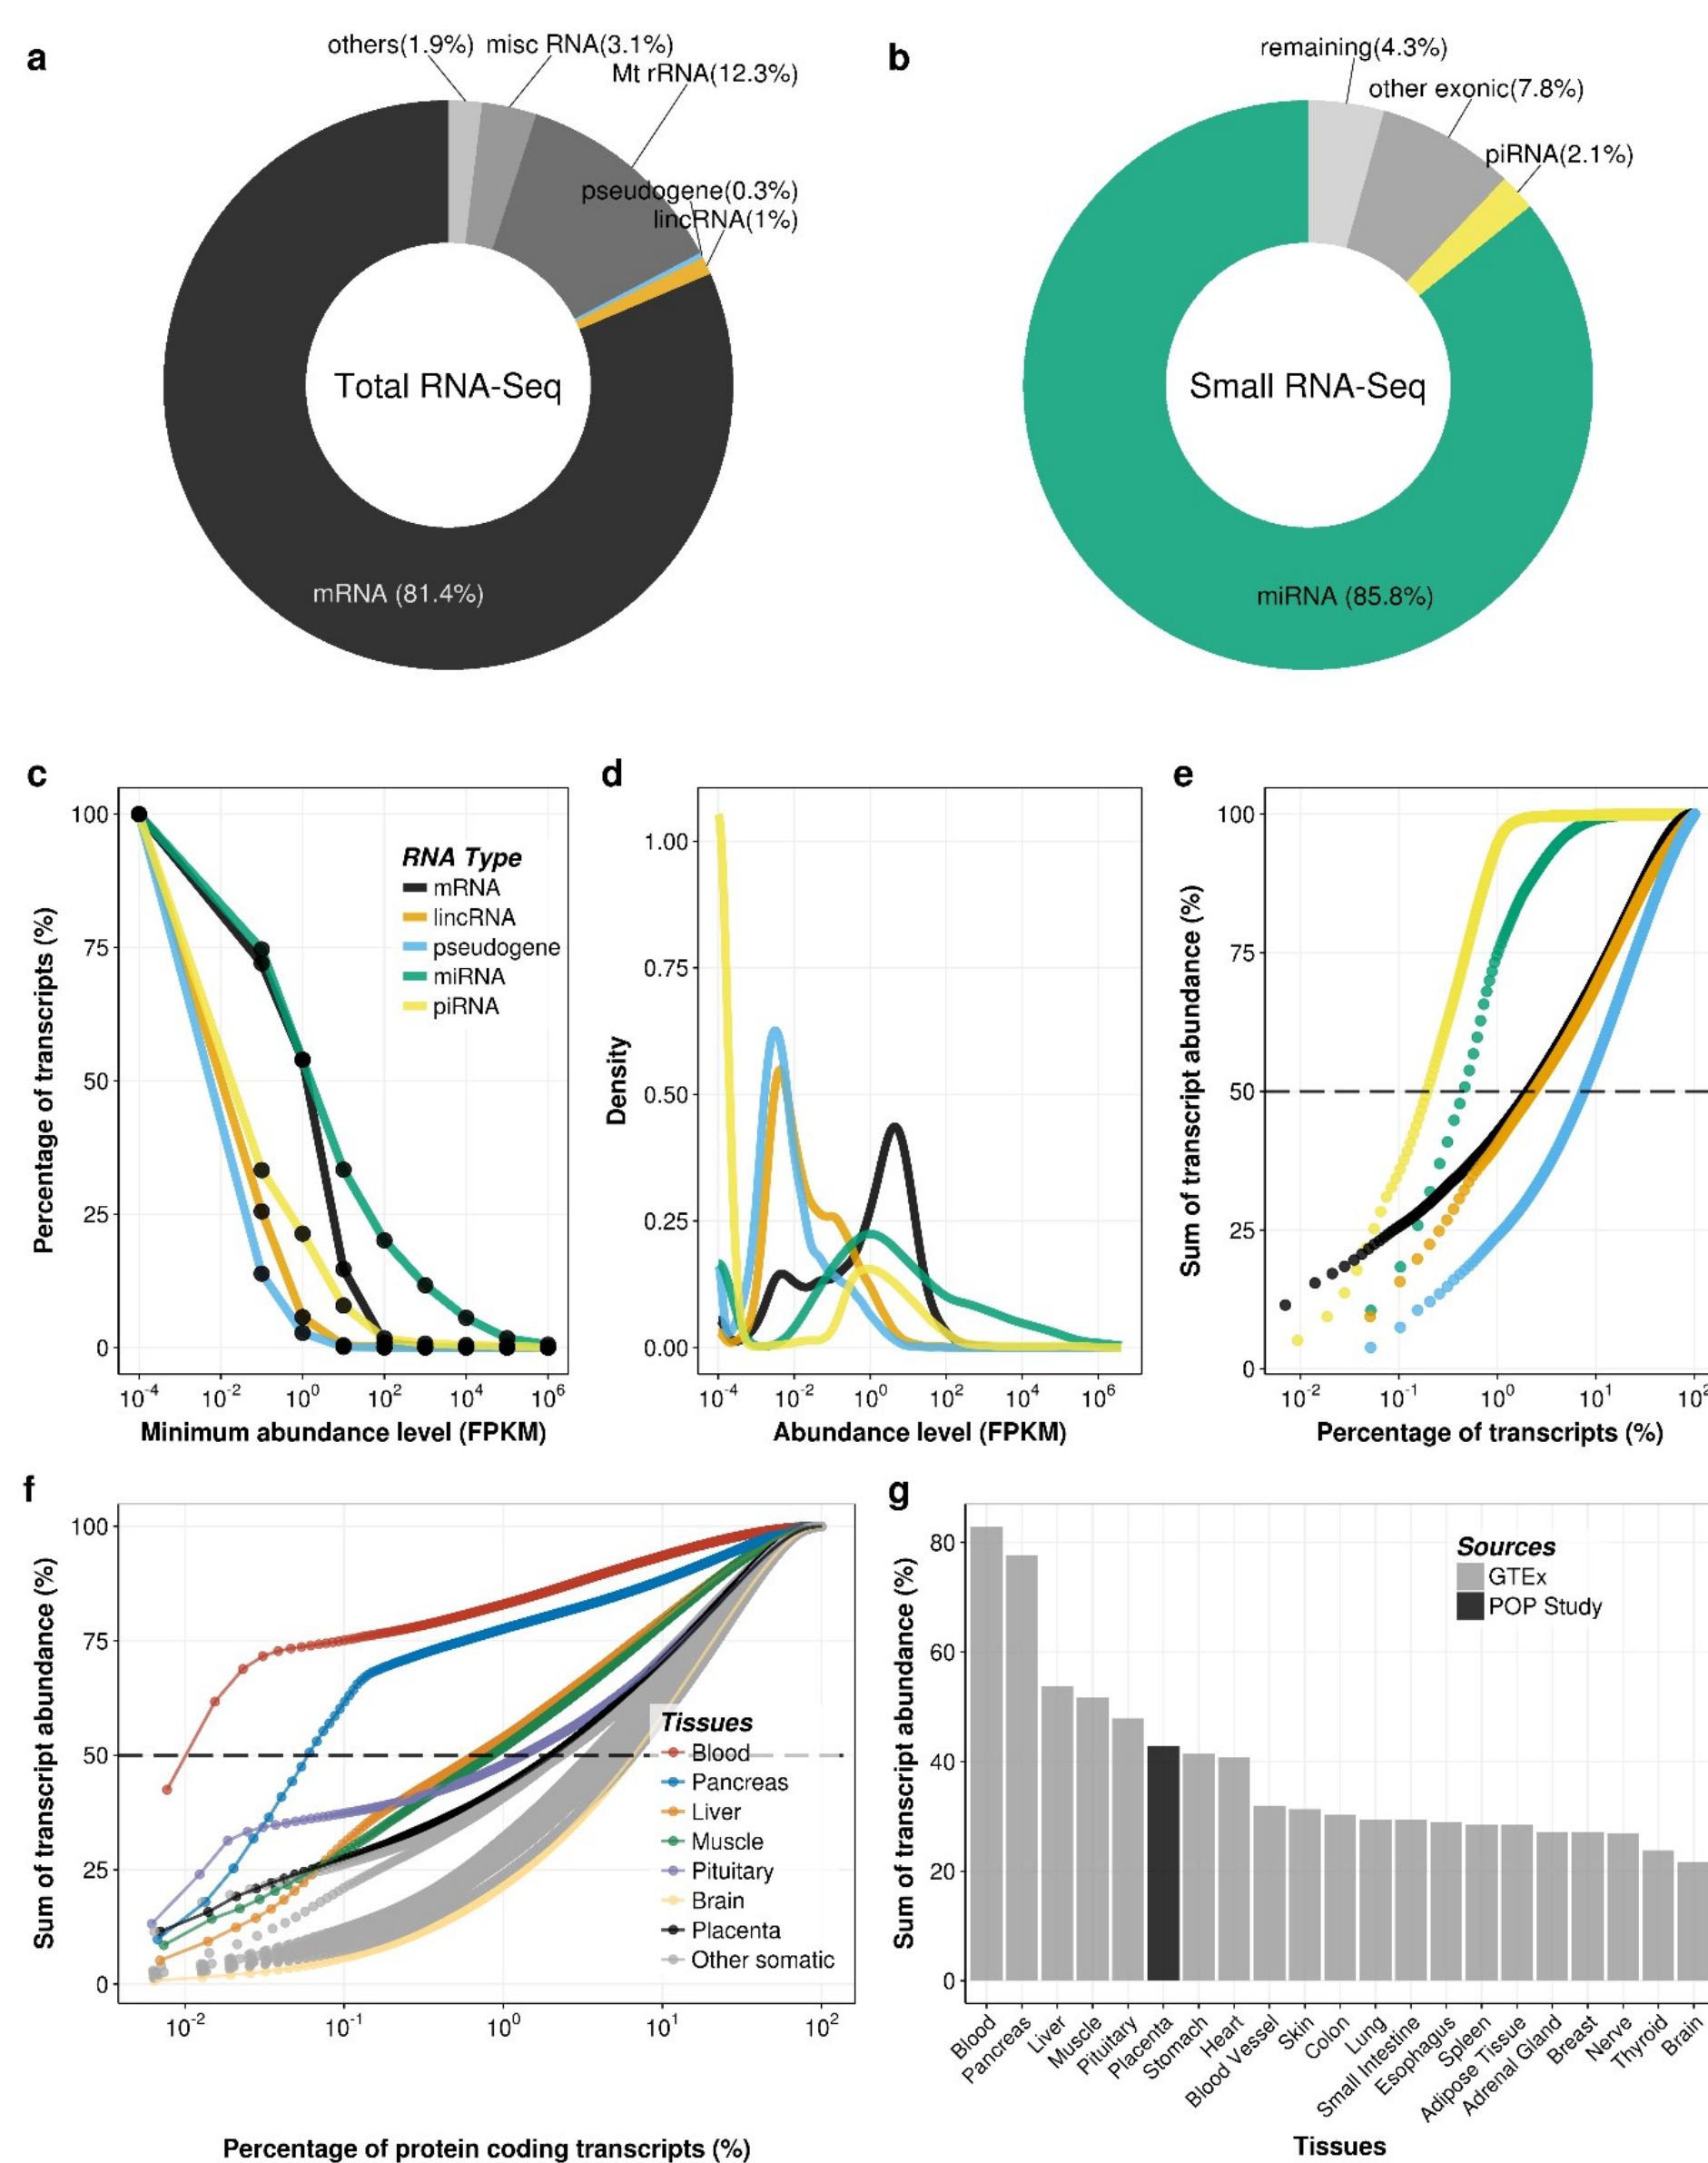 a
others(1.9%) misc RNA(3.1%)
Mt rRNA(12.3%)
pseudogene(0.3%)
lincRNA(1%)
Total RNA-Seq
mRNA (81.4%)
b
remaining(4.3%)
other exonic(7.8%)
piRNA(2.1%)
Small RNA-Seq
miRNA (85.8%)
c
Percentage of transcripts (%)
100
75
50
25
0
RNA Type
mRNA
lincRNA
pseudogene
miRNA
piRNA
10-4 10-2 100 102 104 106
Minimum abundance level (FPKM)
d
Density
1.00
0.75
0.50
0.25
0.00
10-4 10-2 100 102 104 106
Abundance level (FPKM)
e
Sum of transcript abundance (%)
100
75
50
25
0
10-2 10-1 100 101 102
Percentage of transcripts (%)
f
Sum of transcript abundance (%)
100
75
50
25
0
Tissues
Blood
Pancreas
Liver
Muscle
Pituitary
Brain
Placenta
Other somatic
10-2 10-1 100 101 102
Percentage of protein coding transcripts (%)
g
Sum of transcript abundance (%)
80
60
40
20
0
Sources
GTEx
POP Study
Blood
Pancreas
Liver
Muscle
Pituitary
Placenta
Stomach
Heart
Blood Vessel
Skin
Colon
Lung
Small Intestine
Esophagus
Spleen
Adipose Tissue
Adrenal Gland
Breast
Nerve
Thyroid
Brain
Tissues